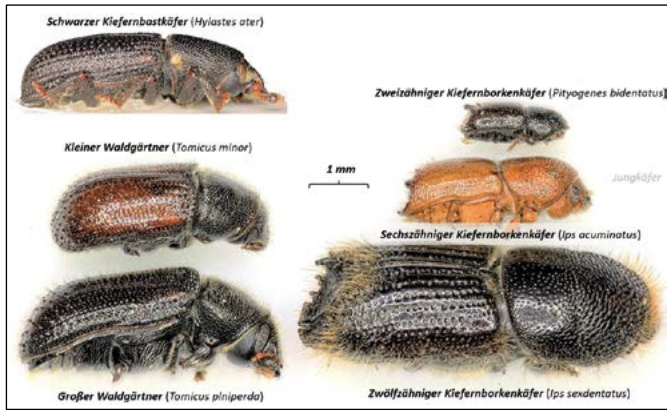 Schwarzer Kiefernbastkäfer (Hylastes ater)
Zweizähniger Kiefernborkenkäfer (Pityogenes bidentatus)
Kleiner Waldgärtner (Tomicus minor)
1 mm
Jungkäfer
Sechszähniger Kiefernborkenkäfer (Ips acuminatus)
Großer Waldgärtner (Tomicus piniperda)
Zwölfzähniger Kiefernborkenkäfer (Ips sexdentatus)